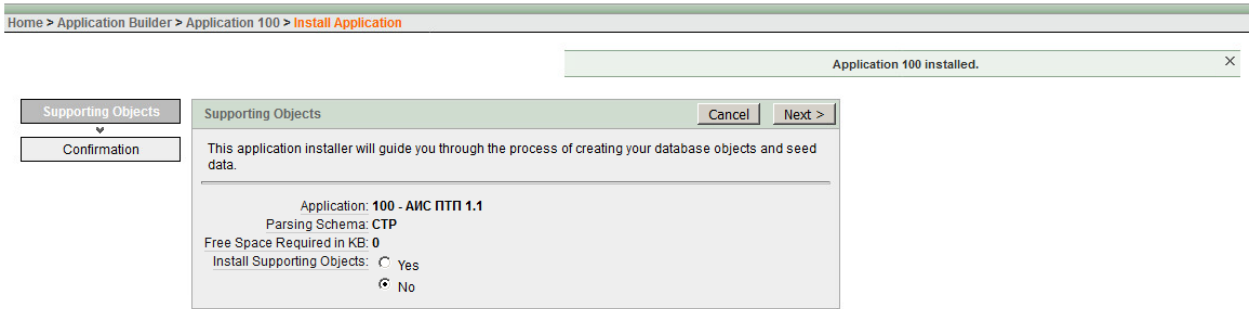 Home > Application Builder > Application 100 > Install Application
Application 100 installed.
Supporting Objects
Confirmation
Supporting Objects
Cancel
Next >
This application installer will guide you through the process of creating your database objects and seed
data.
Application: 100 - АИС ПТП 1.1
Parsing Schema: CTP
Free Space Required in KB: 0
Install Supporting Objects: Yes
No